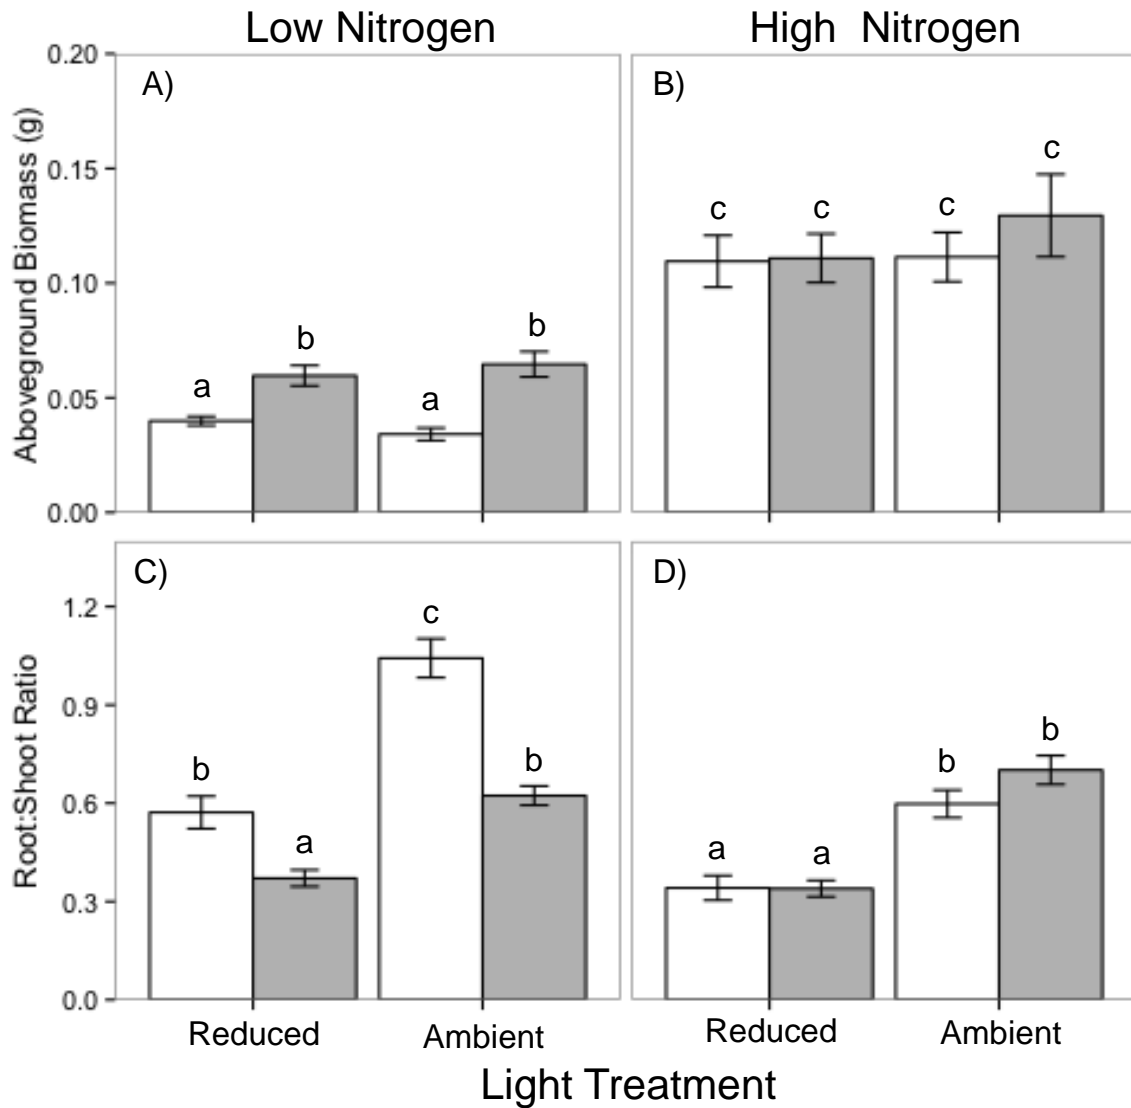 Low Nitrogen
High Nitrogen
Aboveground Biomass (g)
0.20
0.15
0.10
0.05
0.00
A)
a
b
a
b
B)
c
c
c
c
Root:Shoot Ratio
1.2
0.9
0.6
0.3
0.0
C)
b
a
c
b
D)
a
a
b
b
Reduced
Ambient
Reduced
Ambient
Light Treatment